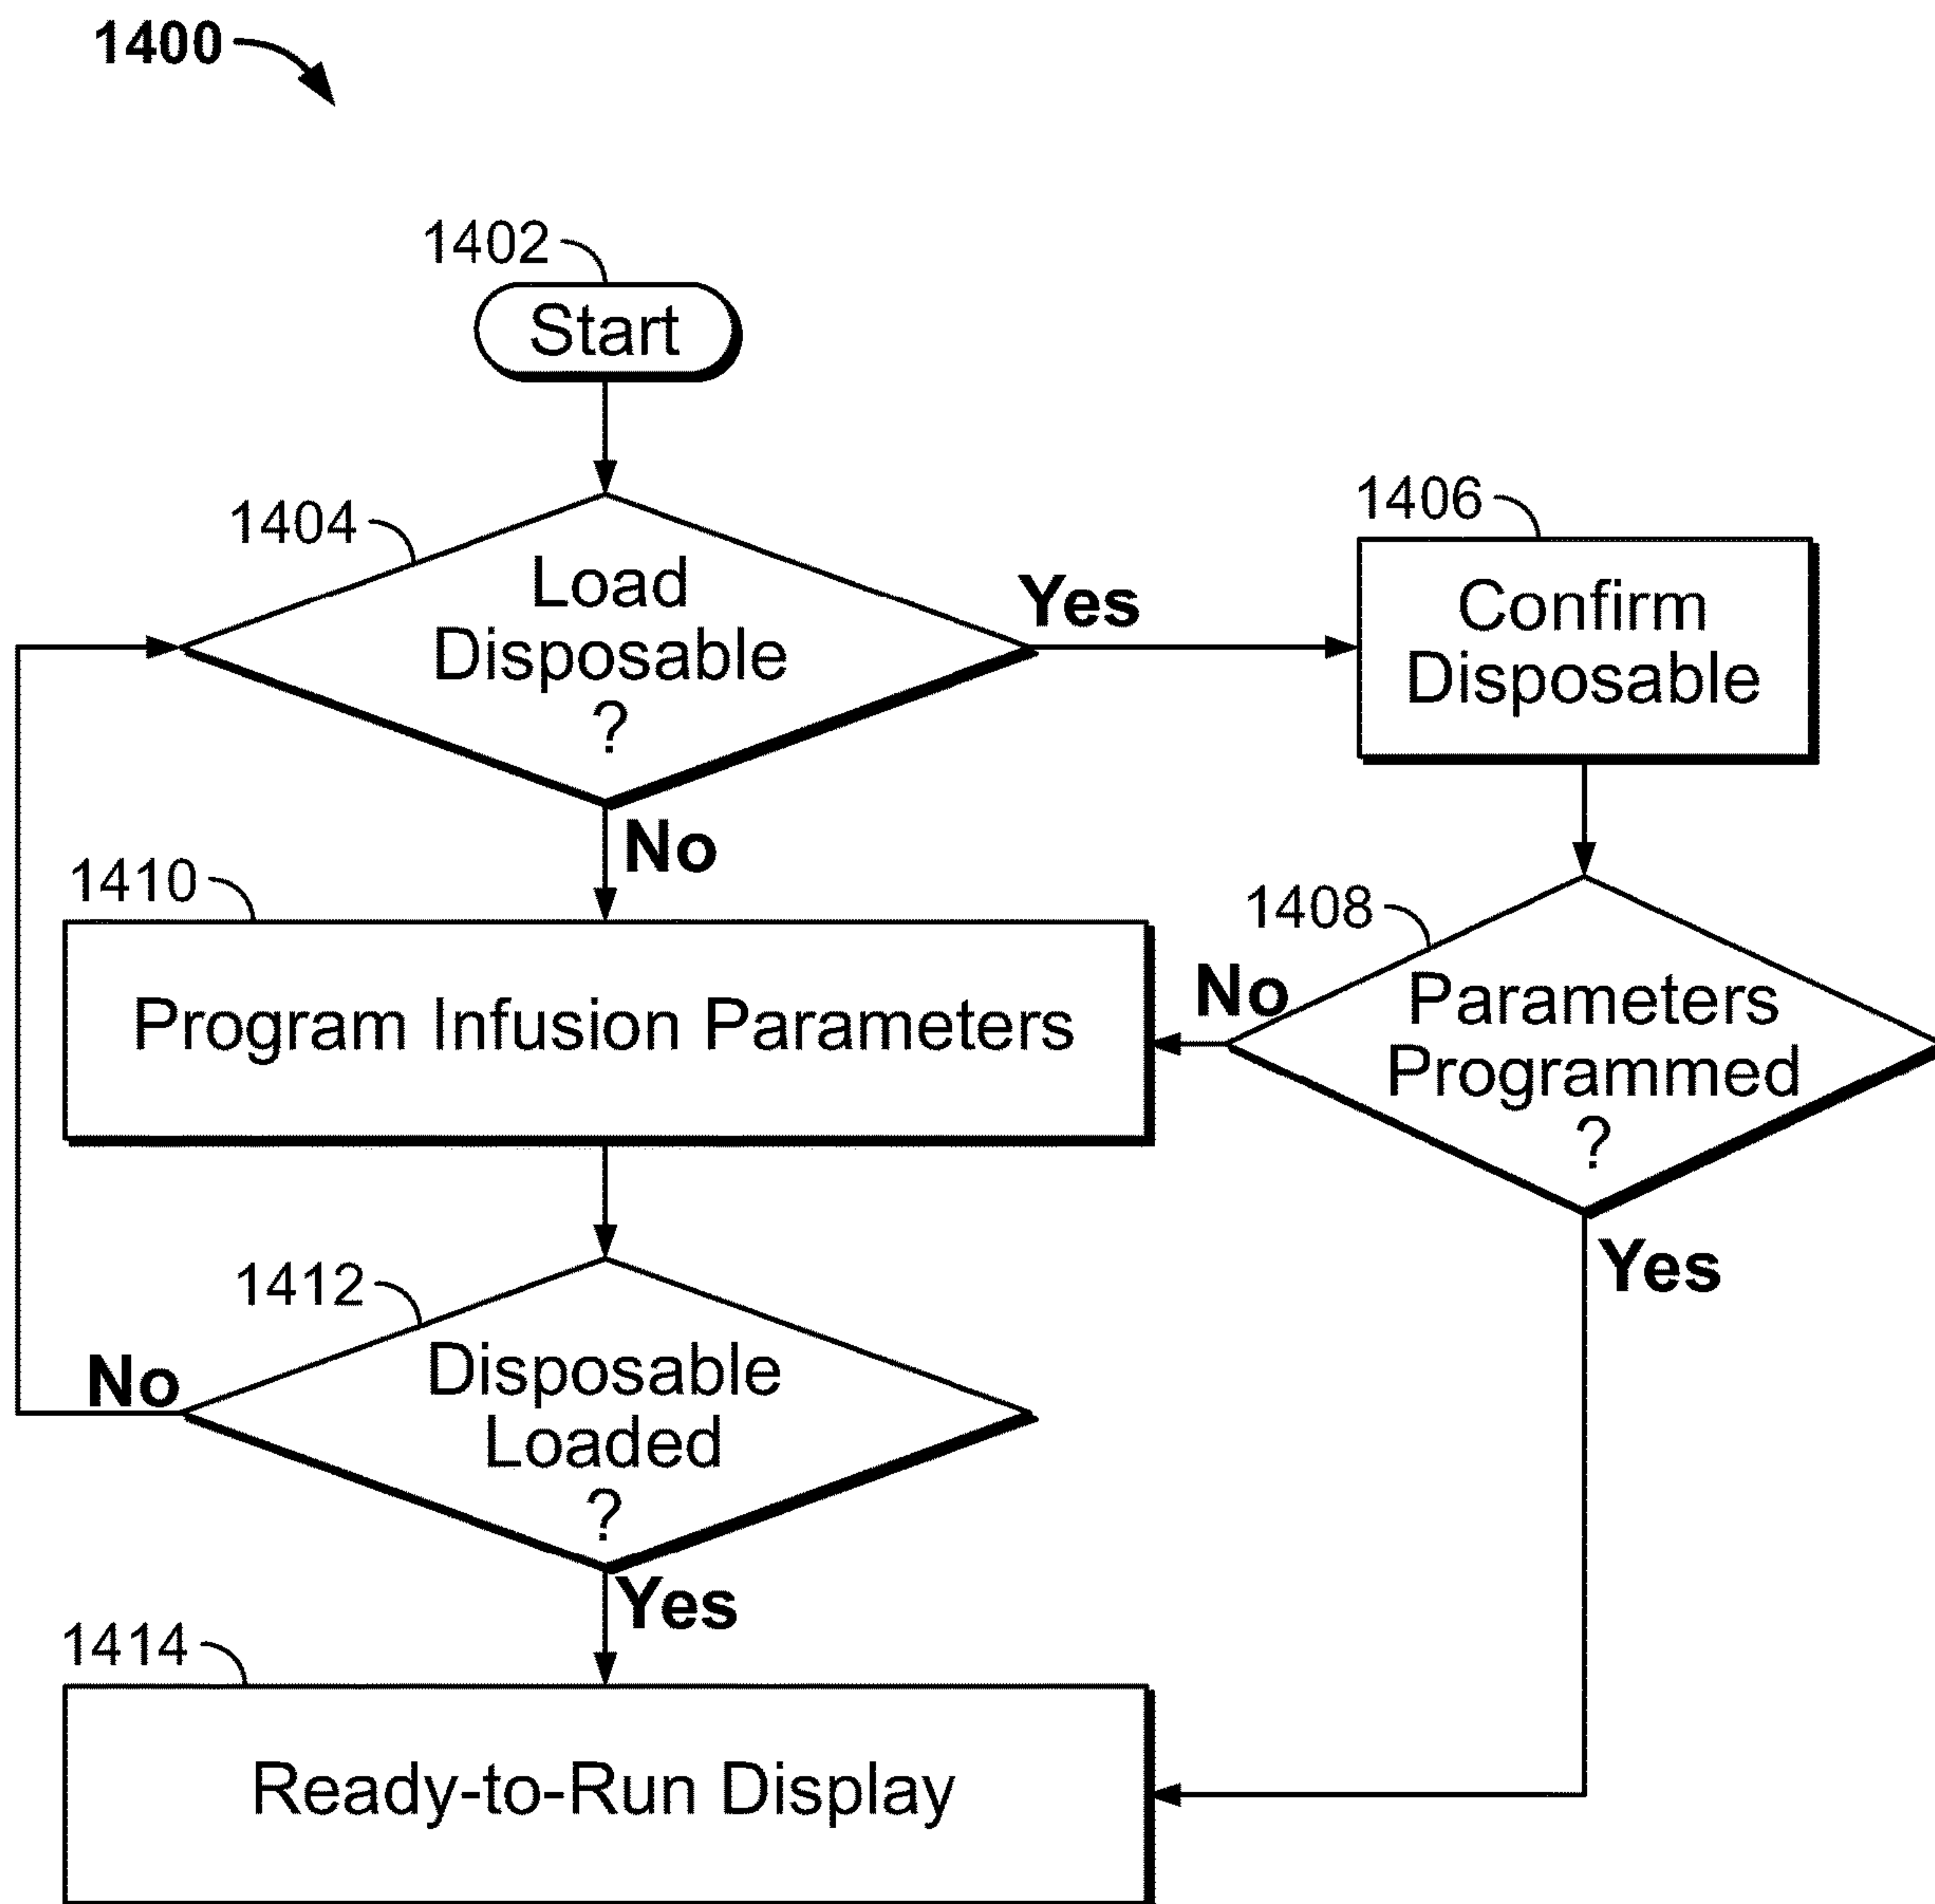 1400
1402
Start
1404
Load
Disposable
?
Yes
1406
Confirm
Disposable
No
1410
Program Infusion Parameters
1408
No
Parameters
Programmed
?
Yes
1412
No
Disposable
Loaded
?
Yes
1414
Ready-to-Run Display